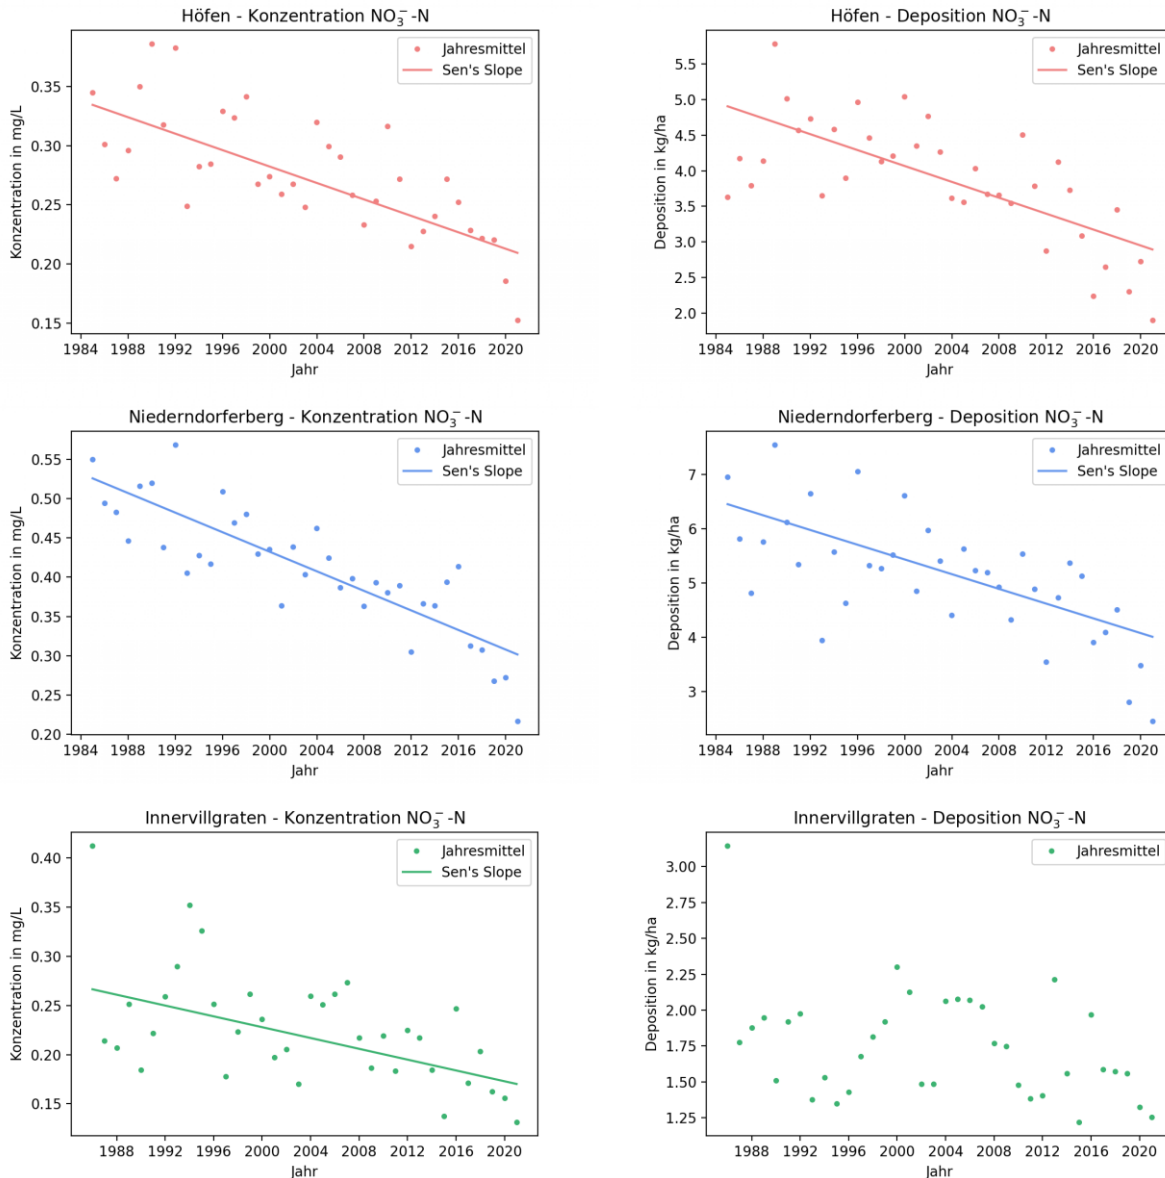 Höfen - Konzentration NO₃⁻-N
Konzentration in mg/L
0.35
0.30
0.25
0.20
0.15
Jahresmittel
Sen's Slope
1984 1988 1992 1996 2000 2004 2008 2012 2016 2020
Jahr
Höfen - Deposition NO₃⁻-N
Deposition in kg/ha
5.5
5.0
4.5
4.0
3.5
3.0
2.5
2.0
Jahresmittel
Sen's Slope
1984 1988 1992 1996 2000 2004 2008 2012 2016 2020
Jahr
Niederndorferberg - Konzentration NO₃⁻-N
Konzentration in mg/L
0.55
0.50
0.45
0.40
0.35
0.30
0.25
0.20
Jahresmittel
Sen's Slope
1984 1988 1992 1996 2000 2004 2008 2012 2016 2020
Jahr
Niederndorferberg - Deposition NO₃⁻-N
Deposition in kg/ha
7
6
5
4
3
Jahresmittel
Sen's Slope
1984 1988 1992 1996 2000 2004 2008 2012 2016 2020
Jahr
Innervillgraten - Konzentration NO₃⁻-N
Konzentration in mg/L
0.40
0.35
0.30
0.25
0.20
0.15
Jahresmittel
Sen's Slope
1988 1992 1996 2000 2004 2008 2012 2016 2020
Jahr
Innervillgraten - Deposition NO₃⁻-N
Deposition in kg/ha
3.00
2.75
2.50
2.25
2.00
1.75
1.50
1.25
Jahresmittel
1988 1992 1996 2000 2004 2008 2012 2016 2020
Jahr